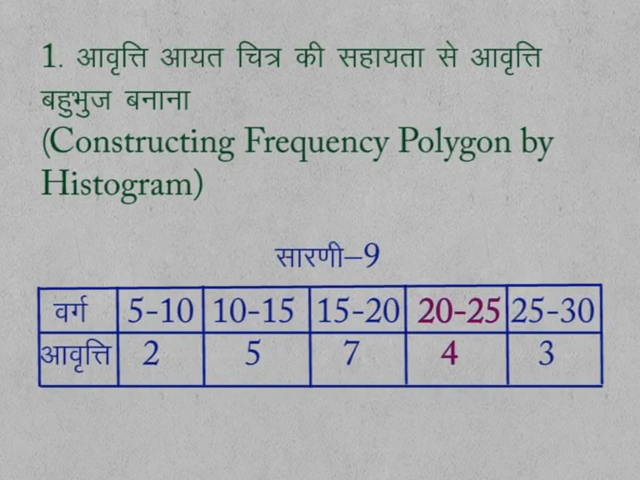 1. आवृत्ति आयत चित्र की सहायता से आवृत्ति
बहुभुज बनाना
(Constructing Frequency Polygon by
Histogram)
सारणी–9
वर्ग 5-10 10-15 15-20 20-25 25-30
आवृत्ति 2 5 7 4 3